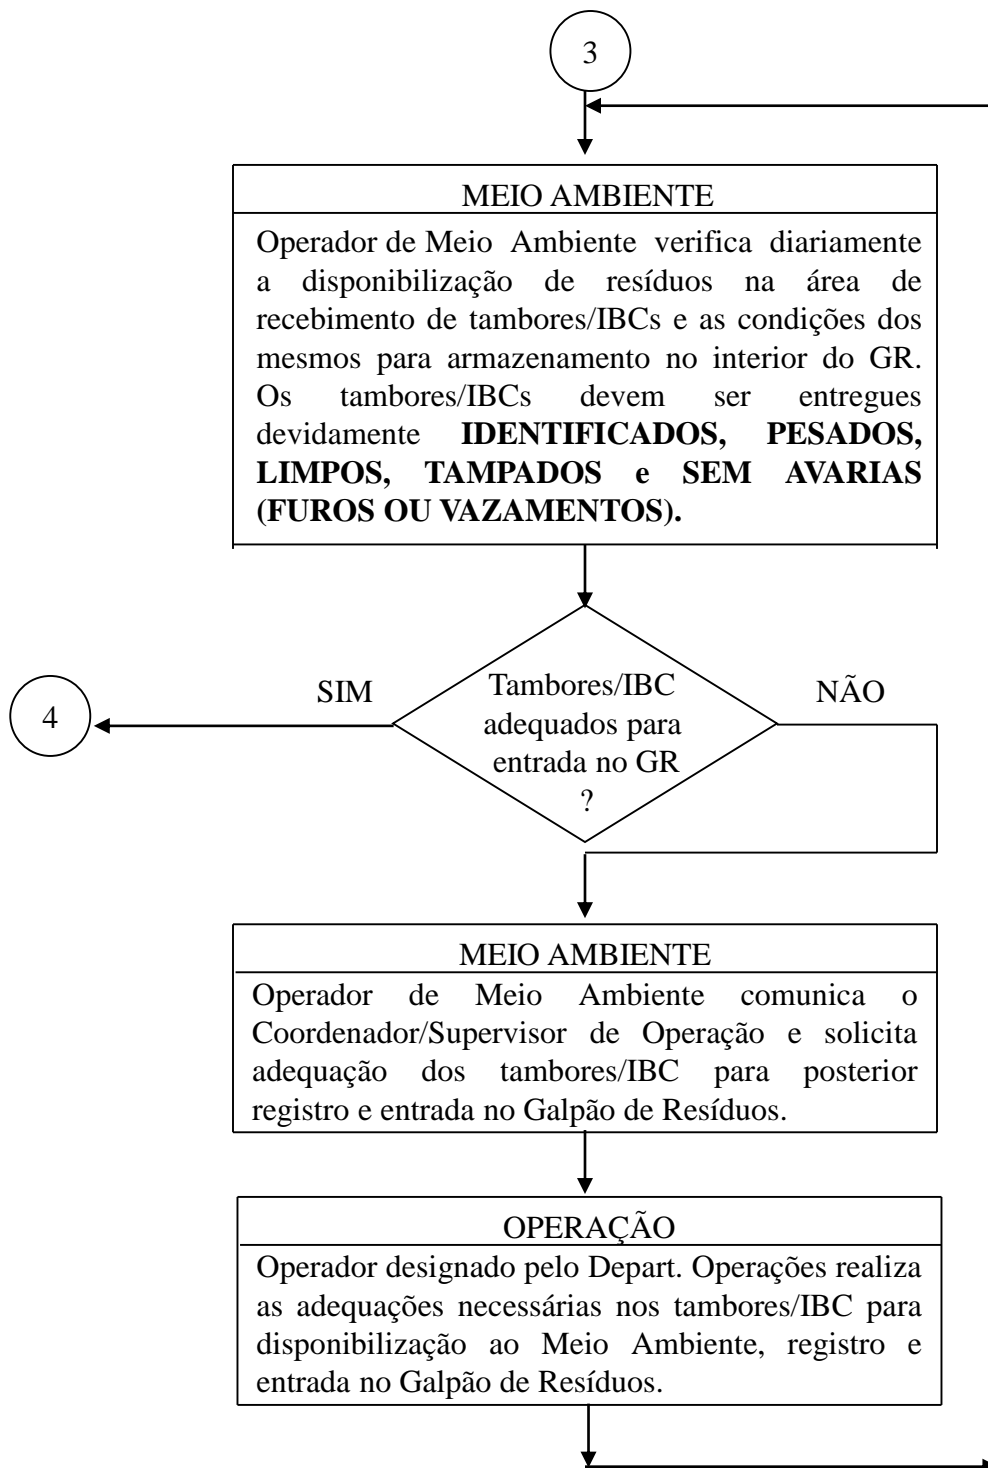 3
MEIO AMBIENTE
Operador de Meio Ambiente verifica diariamente
a disponibilização de resíduos na área de
recebimento de tambores/IBCs e as condições dos
mesmos para armazenamento no interior do GR.
Os tambores/IBCs devem ser entregues
devidamente IDENTIFICADOS, PESADOS,
LIMPOS, TAMPADOS e SEM AVARIAS
(FUROS OU VAZAMENTOS).
SIM
Tambores/IBC
adequados para
entrada no GR
?
NÃO
4
MEIO AMBIENTE
Operador de Meio Ambiente comunica o
Coordenador/Supervisor de Operação e solicita
adequação dos tambores/IBC para posterior
registro e entrada no Galpão de Resíduos.
OPERAÇÃO
Operador designado pelo Depart. Operações realiza
as adequações necessárias nos tambores/IBC para
disponibilização ao Meio Ambiente, registro e
entrada no Galpão de Resíduos.